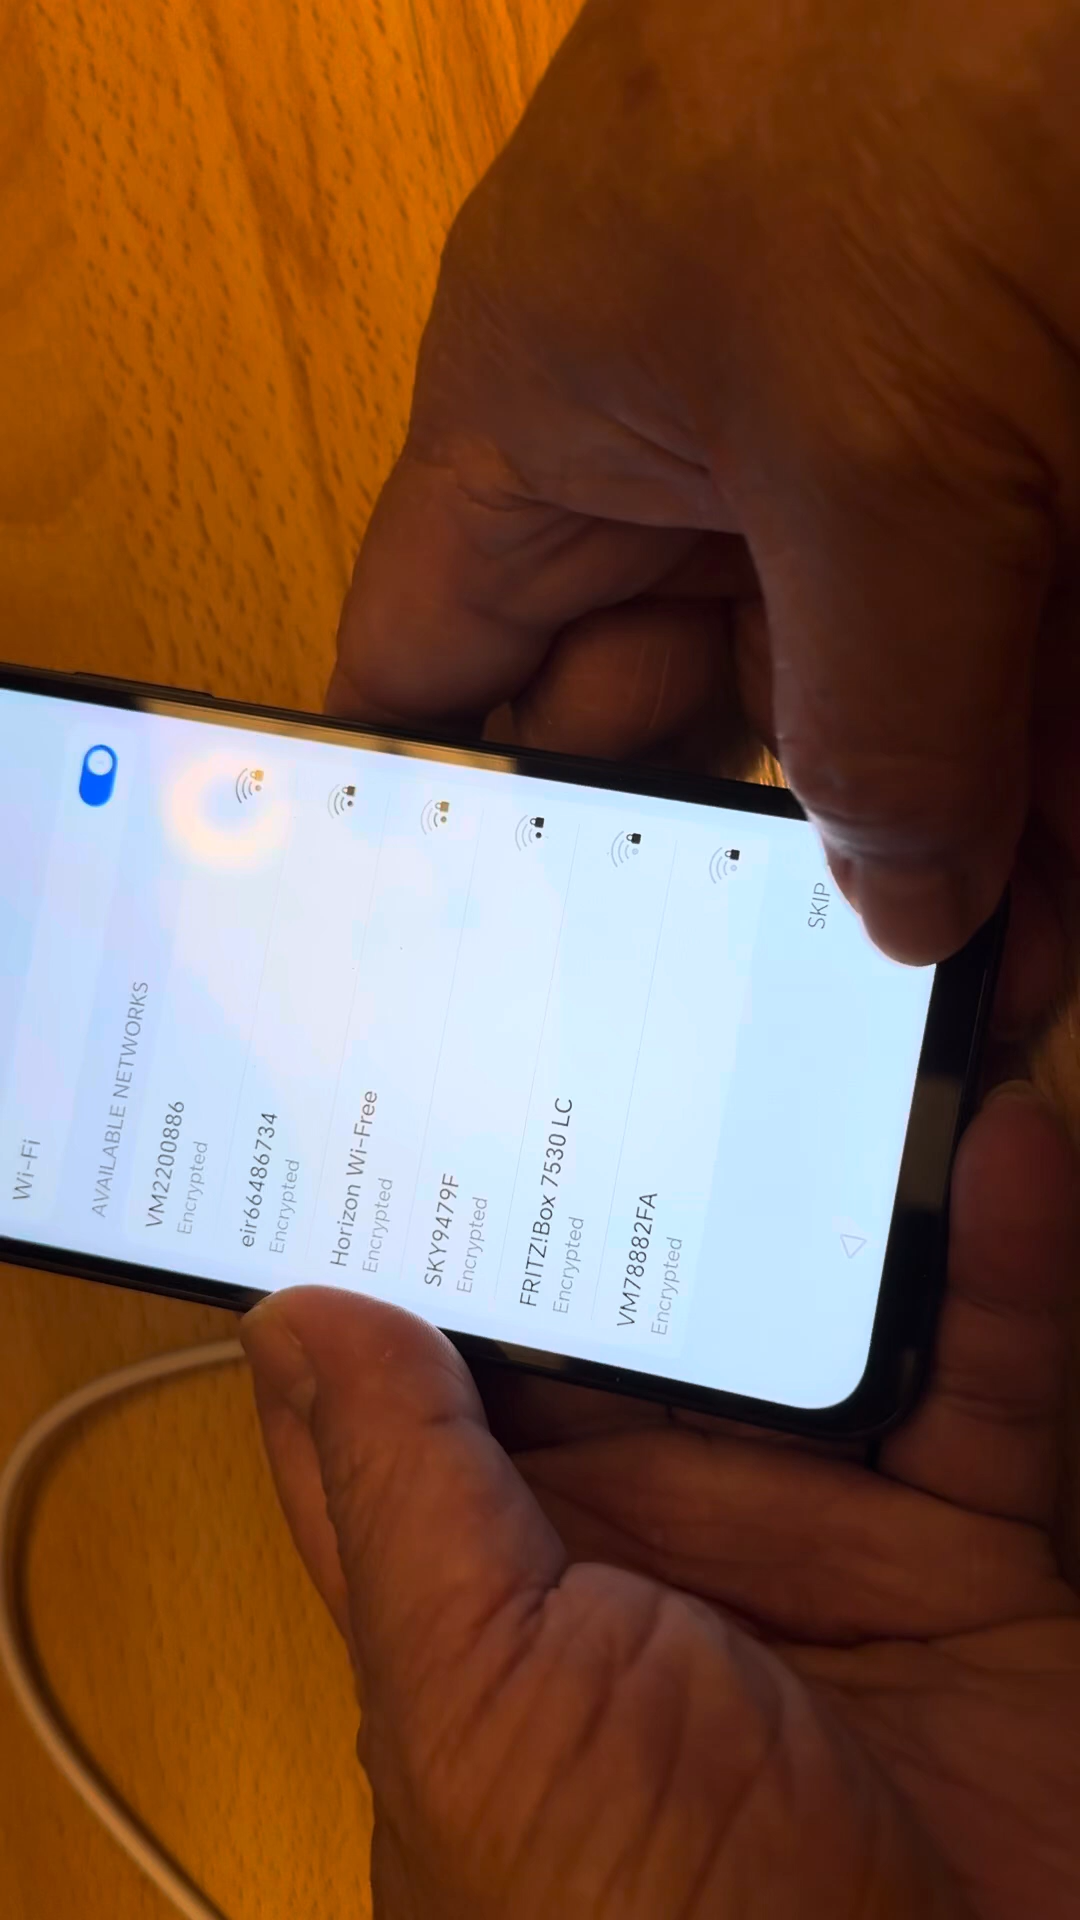 Wi-Fi
AVAILABLE NETWORKS
VM2200886
Encrypted
eir66486734
Encrypted
Horizon Wi-Free
Encrypted
SKY9479F
Encrypted
FRITZ!Box 7530 LC
Encrypted
VM78882FA
Encrypted
SKIP